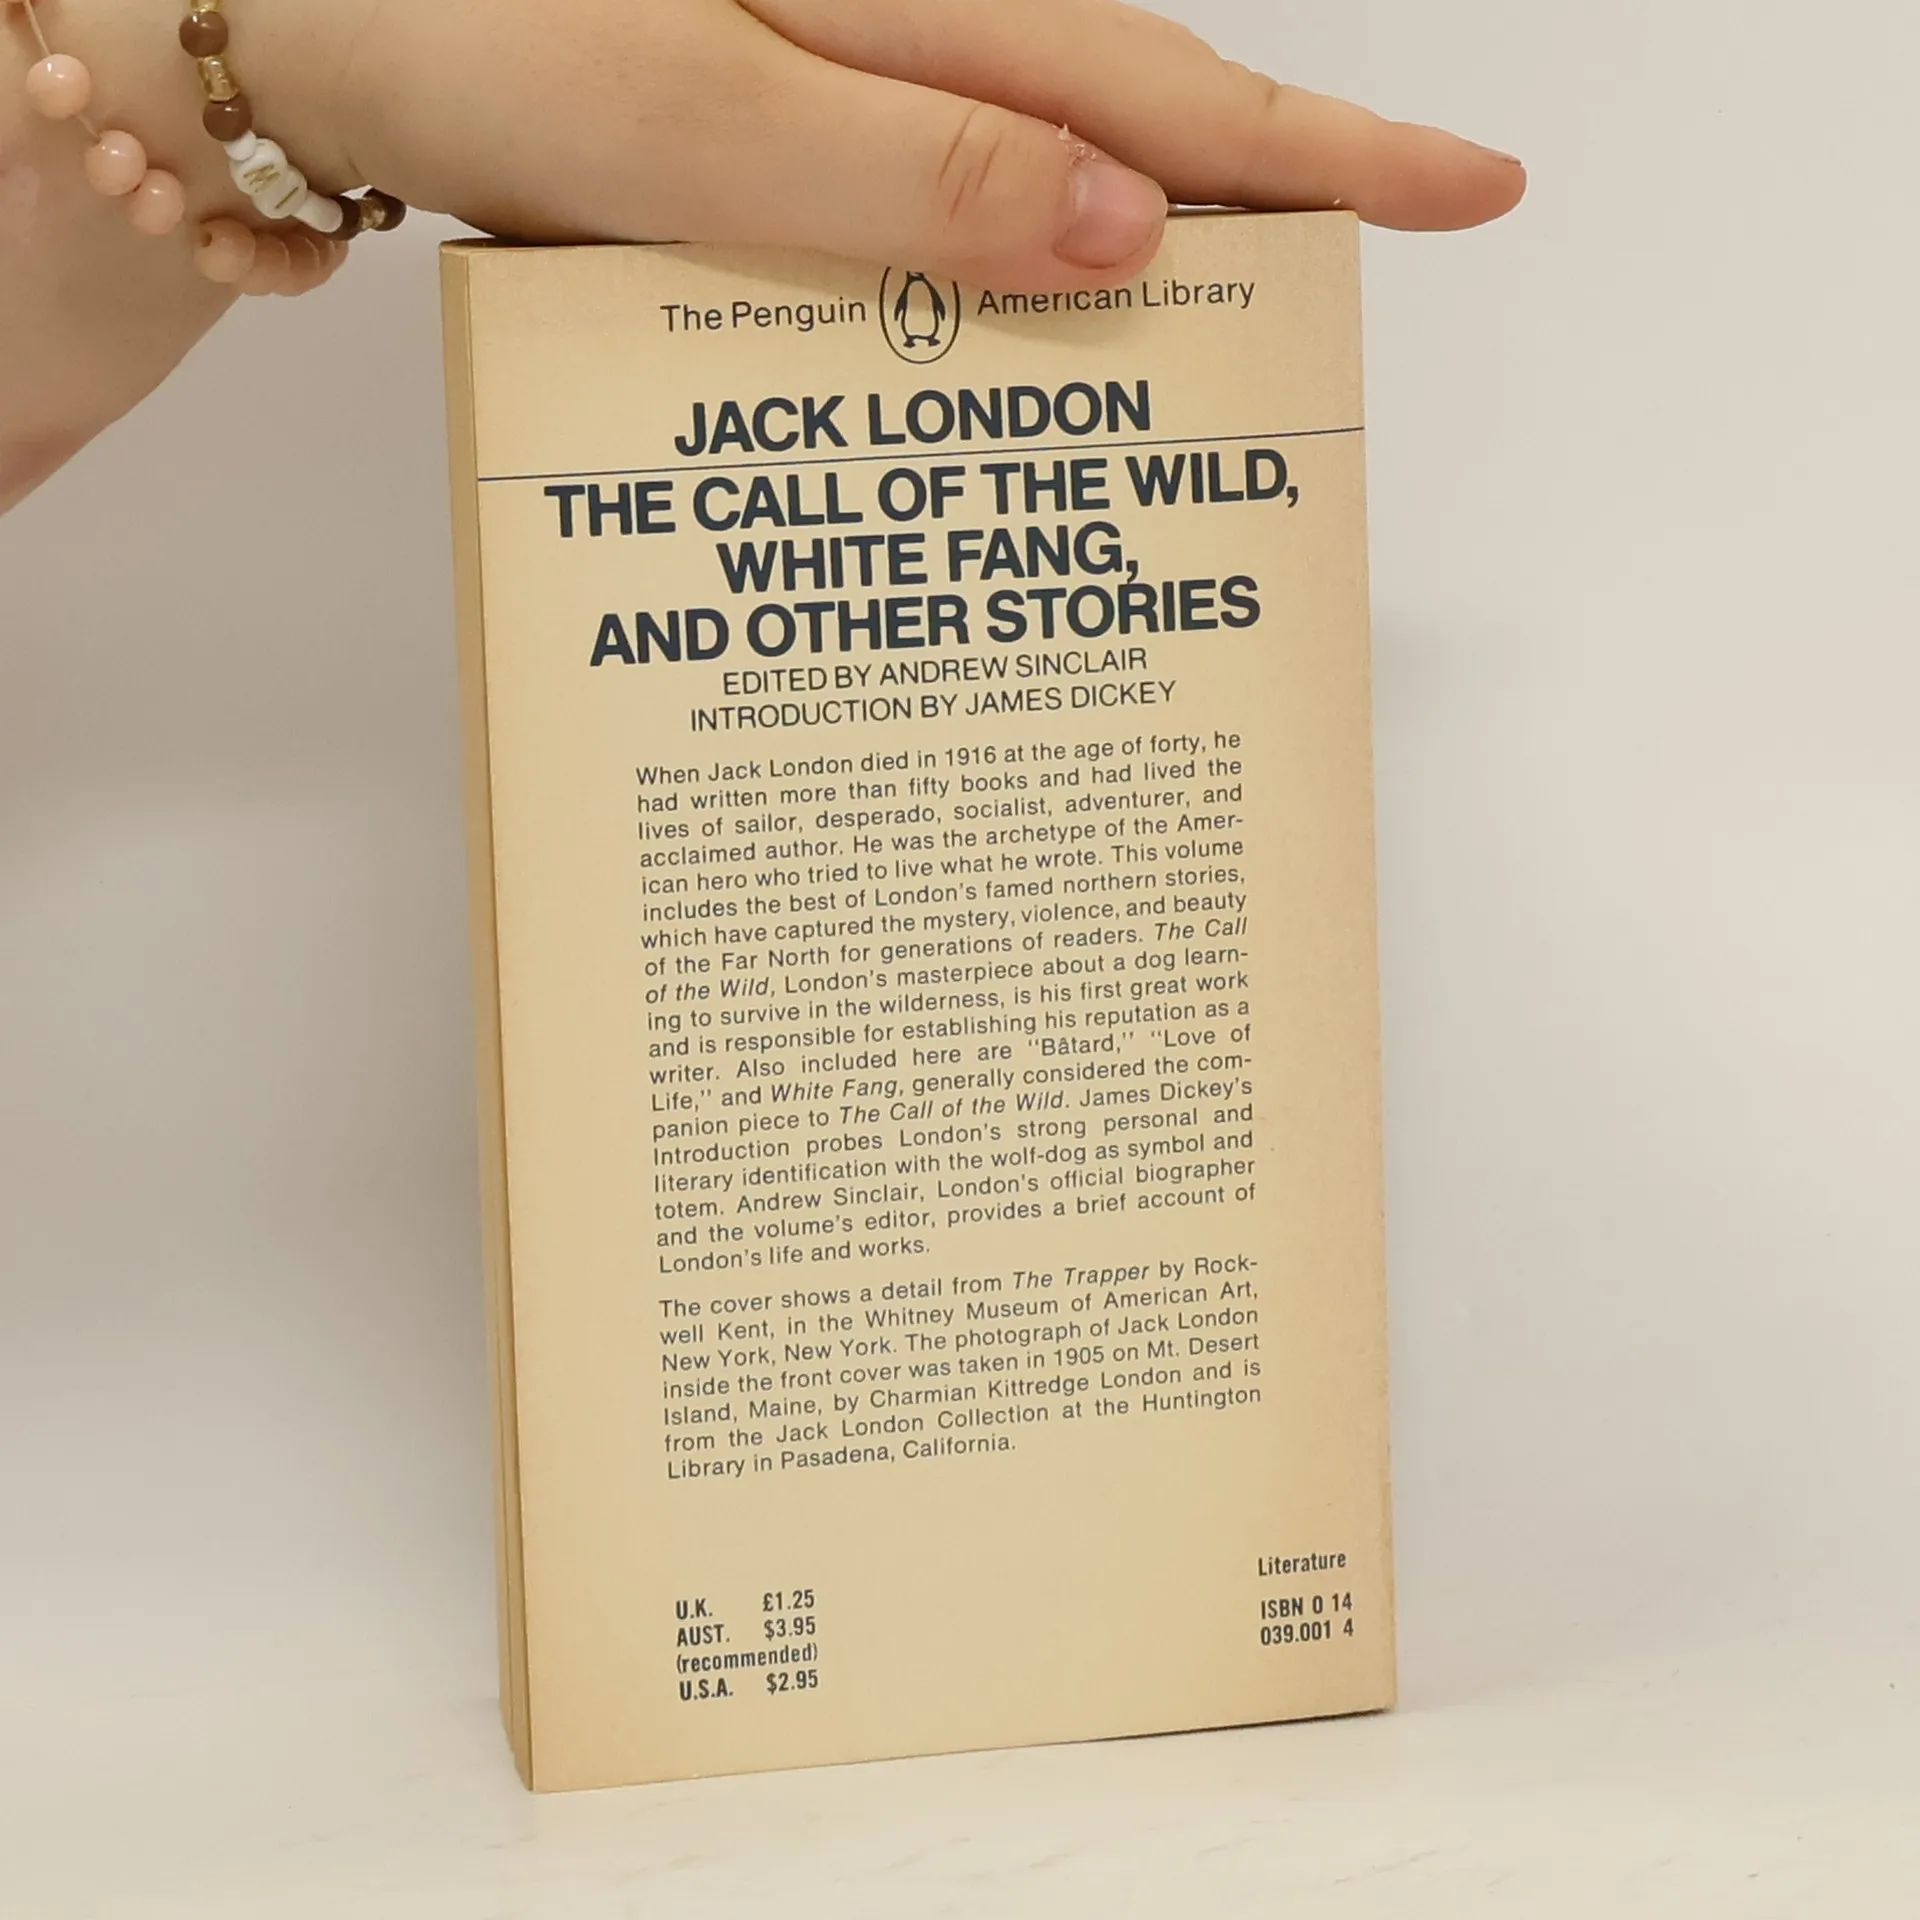 The Penguin American Library
JACK LONDON
THE CALL OF THE WILD,
WHITE FANG,
AND OTHER STORIES
EDITED BY ANDREW SINCLAIR
INTRODUCTION BY JAMES DICKEY
When Jack London died in 1916 at the age of forty, he
had written more than fifty books and had lived the
lives of sailor, desperado, socialist, adventurer, and
acclaimed author. He was the archetype of the Amer-
ican hero who tried to live what he wrote. This volume
includes the best of London's famed northern stories,
which have captured the mystery, violence, and beauty
of the Far North for generations of readers. The Call
of the Wild, London's masterpiece about a dog learn-
ing to survive in the wilderness, is his first great work
and is responsible for establishing his reputation as a
writer. Also included here are "Bâtard," "Love of
Life," and White Fang, generally considered the com-
panion piece to The Call of the Wild. James Dickey's
Introduction probes London's strong personal and
literary identification with the wolf-dog as symbol and
totem. Andrew Sinclair, London's official biographer
and the volume's editor, provides a brief account of
London's life and works.
The cover shows a detail from The Trapper by Rock-
well Kent, in the Whitney Museum of American Art,
New York, New York. The photograph of Jack London
inside the front cover was taken in 1905 on Mt. Desert
Island, Maine, by Charmian Kittredge London and is
from the Jack London Collection at the Huntington
Library in Pasadena, California.
U.K. £1.25
AUST. $3.95
(recommended)
U.S.A. $2.95
Literature
ISBN 0 14
039.001 4